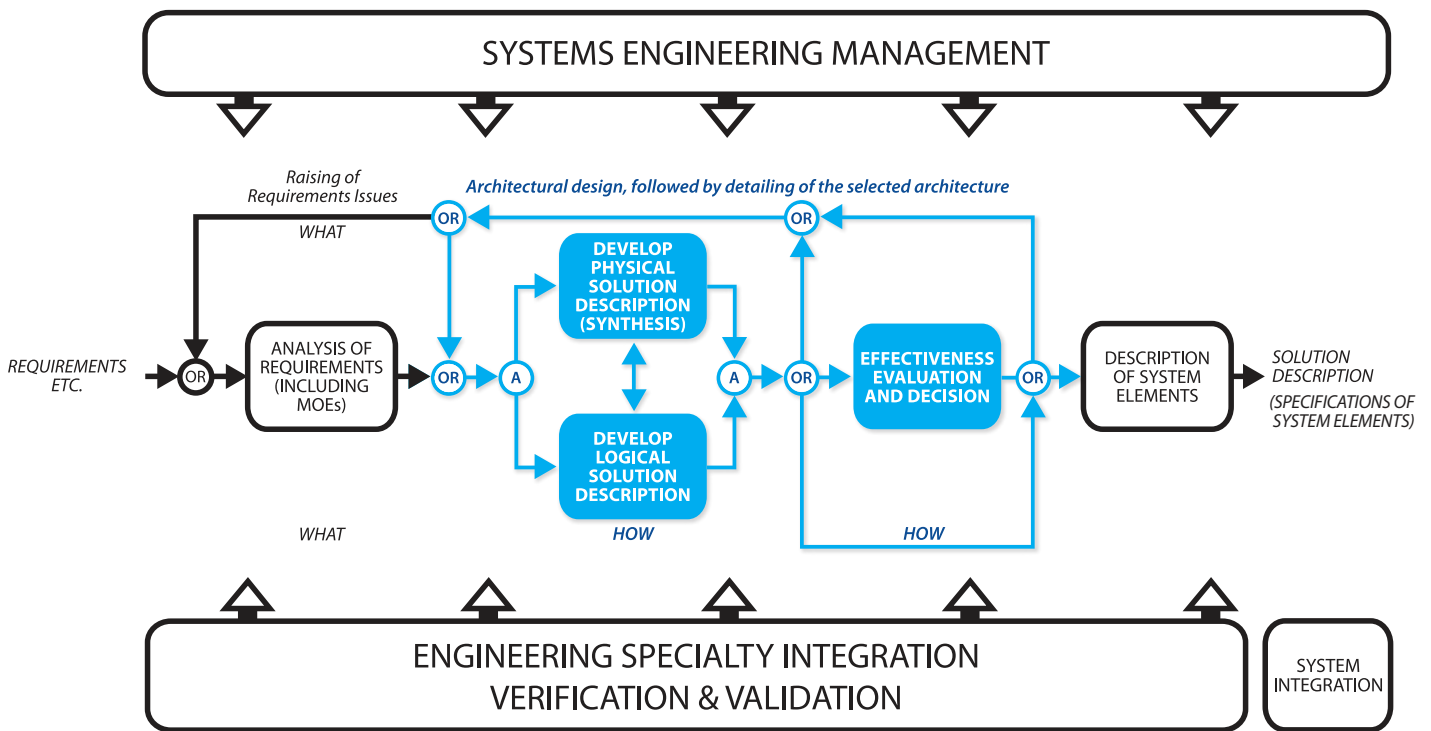 SYSTEMS ENGINEERING MANAGEMENT
Raising of
Requirements Issues
WHAT
Architectural design, followed by detailing of the selected architecture
OR
OR
REQUIREMENTS
ETC.
OR
ANALYSIS OF
REQUIREMENTS
(INCLUDING
MOEs)
OR
A
DEVELOP
PHYSICAL
SOLUTION
DESCRIPTION
(SYNTHESIS)
DEVELOP
LOGICAL
SOLUTION
DESCRIPTION
A
OR
EFFECTIVENESS
EVALUATION
AND DECISION
OR
DESCRIPTION
OF SYSTEM
ELEMENTS
SOLUTION
DESCRIPTION
(SPECIFICATIONS OF
SYSTEM ELEMENTS)
WHAT
HOW
HOW
ENGINEERING SPECIALTY INTEGRATION
VERIFICATION & VALIDATION
SYSTEM
INTEGRATION